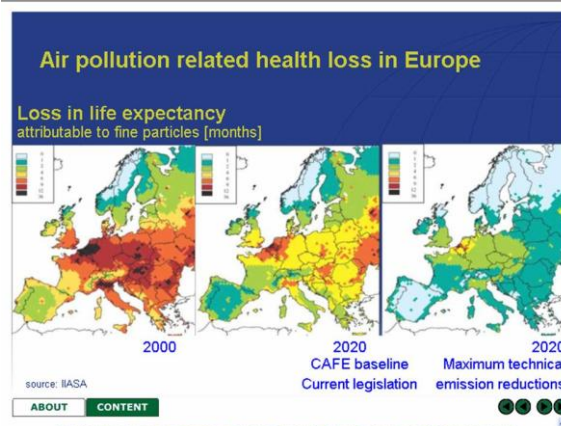 Air pollution related health loss in Europe
Loss in life expectancy
attributable to fine particles [months]
2000
2020
CAFE baseline
Current legislation
2020
Maximum technica
emission reductions
source: IIASA
ABOUT
CONTENT